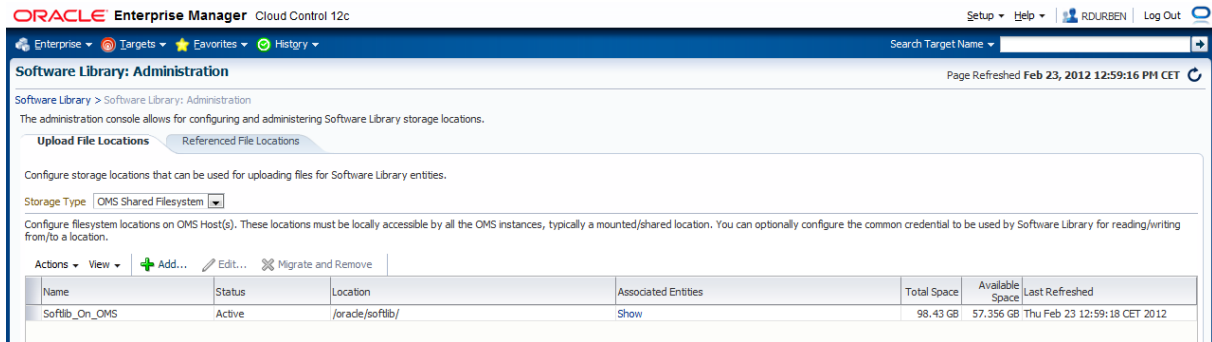 ORACLE Enterprise Manager Cloud Control 12c
Setup Help RDURBEN Log Out
Enterprise Targets Favorites History Search Target Name
Software Library: Administration
Page Refreshed Feb 23, 2012 12:59:16 PM CET
Software Library > Software Library: Administration
The administration console allows for configuring and administering Software Library storage locations.
Upload File Locations Referenced File Locations
Configure storage locations that can be used for uploading files for Software Library entities.
Storage Type OMS Shared Filesystem
Configure filesystem locations on OMS Host(s). These locations must be locally accessible by all the OMS instances, typically a mounted/shared location. You can optionally configure the common credential to be used by Software Library for reading/writing
from/to a location.
Actions View Add... Edit... Migrate and Remove
Name Status Location Associated Entities Total Space Available Space Last Refreshed
Softlib_On_OMS Active /oracle/softlib/ Show 98.43 GB 57.356 GB Thu Feb 23 12:59:18 CET 2012